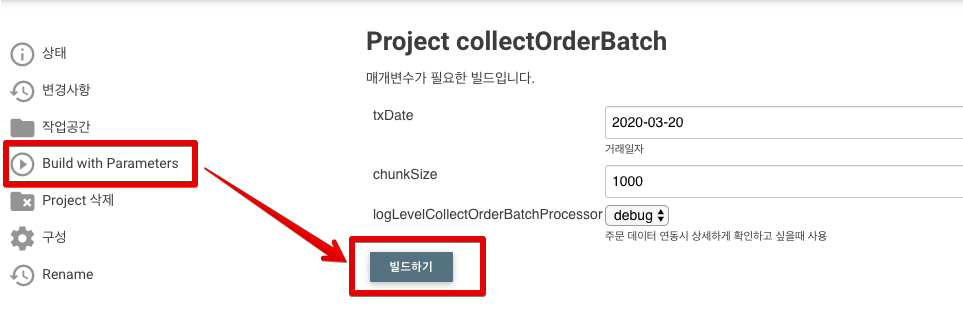 상태
변경사항
작업공간
Build with Parameters
Project 삭제
구성
Rename
Project collectOrderBatch
매개변수가 필요한 빌드입니다.
txDate
2020-03-20
거래일자
chunkSize
1000
logLevelCollectOrderBatchProcessor
debug
주문 데이터 연동시 상세하게 확인하고 싶을때 사용
빌드하기